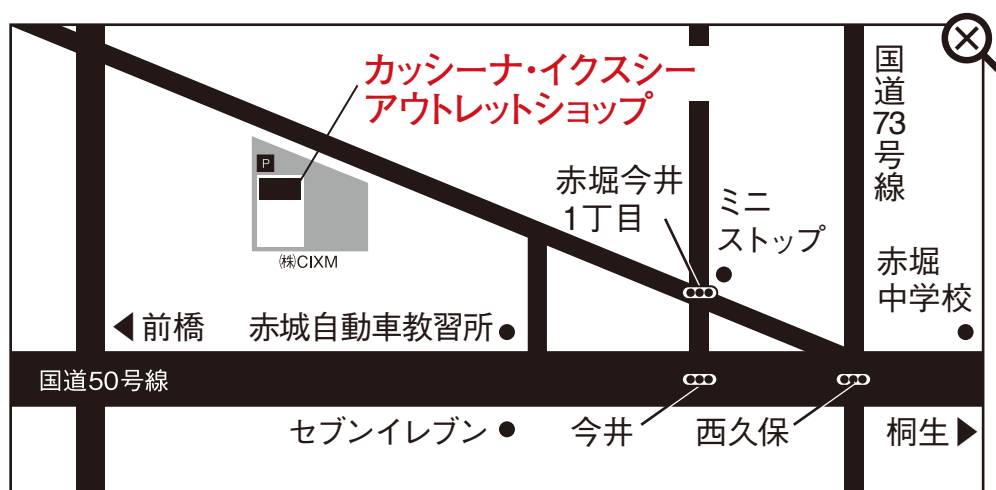 カッシーナ・イクスシー
アウトレットショップ
国道73号線
P
赤堀今井
1丁目
ミニ
ストップ
㈱CIXM
赤堀
中学校
前橋
赤城自動車教習所
国道50号線
セブンイレブン
今井
西久保
桐生